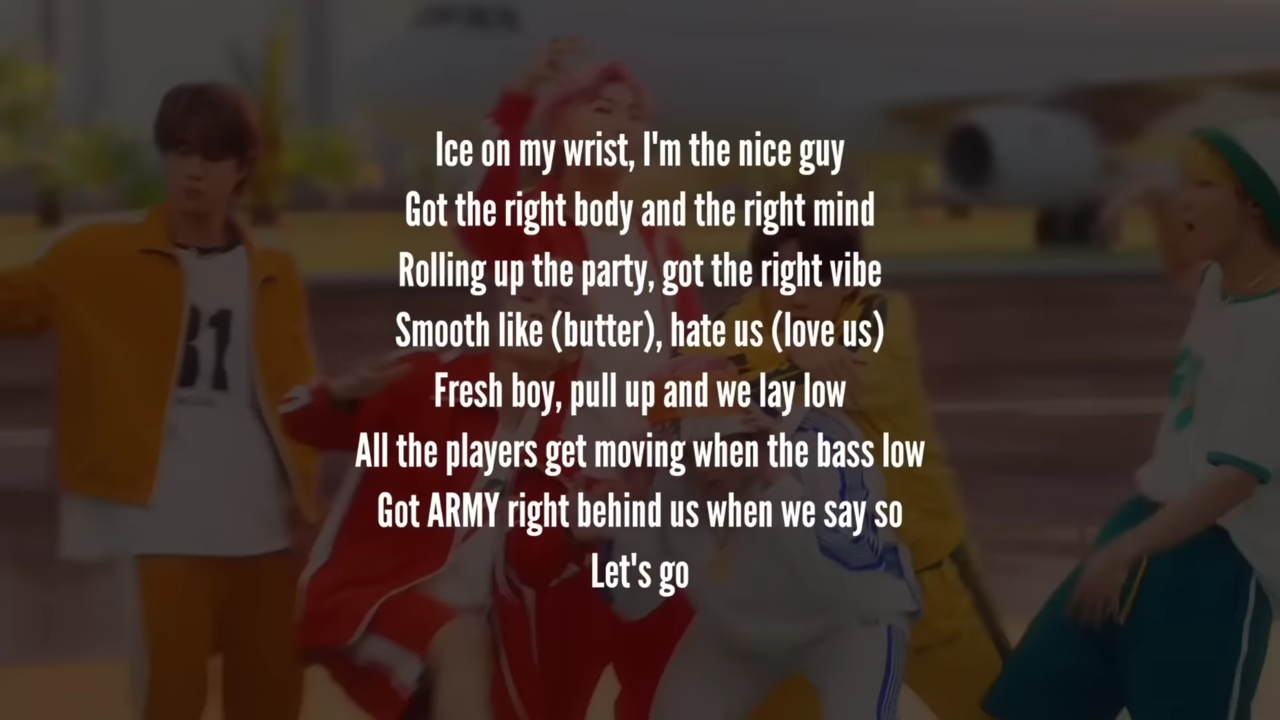 Ice on my wrist, I'm the nice guy
Got the right body and the right mind
Rolling up the party, got the right vibe
Smooth like (butter), hate us (love us)
Fresh boy, pull up and we lay low
All the players get moving when the bass low
Got ARMY right behind us when we say so
Let's go